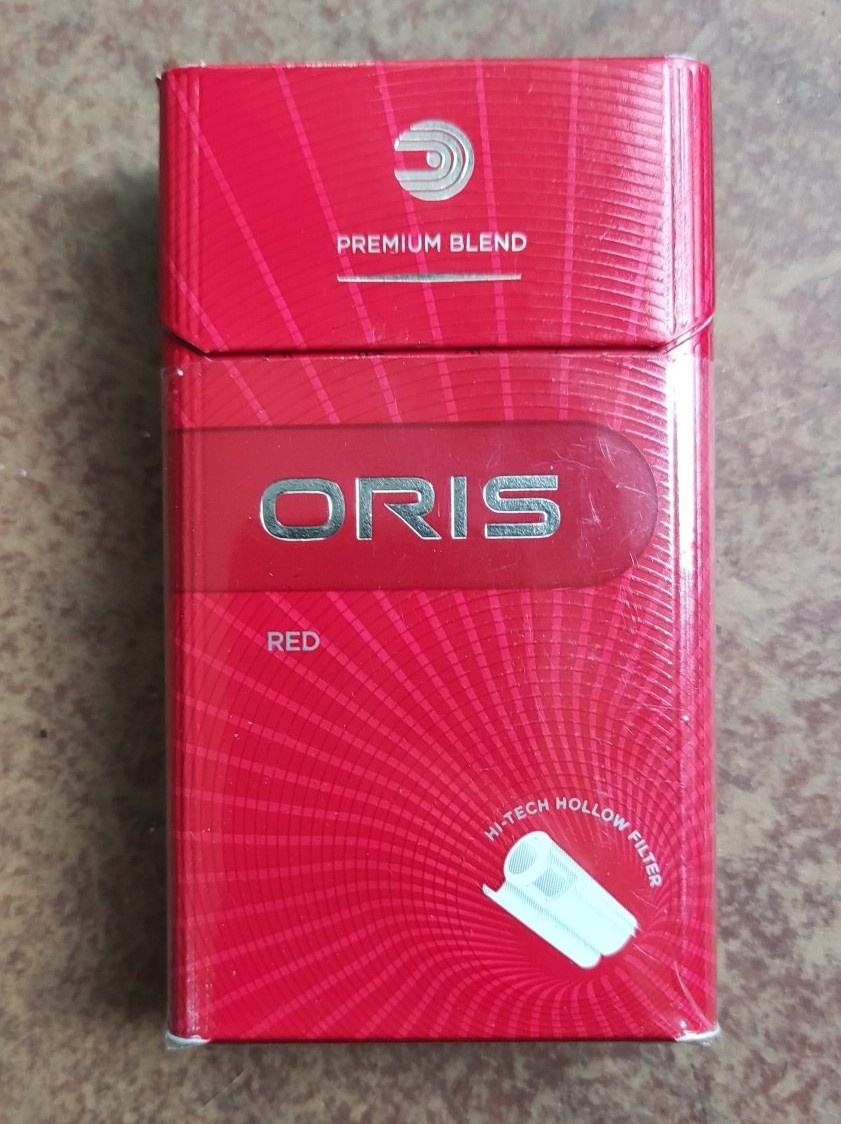 PREMIUM BLEND
ORIS
RED
HI-TECH HOLLOW FILTER